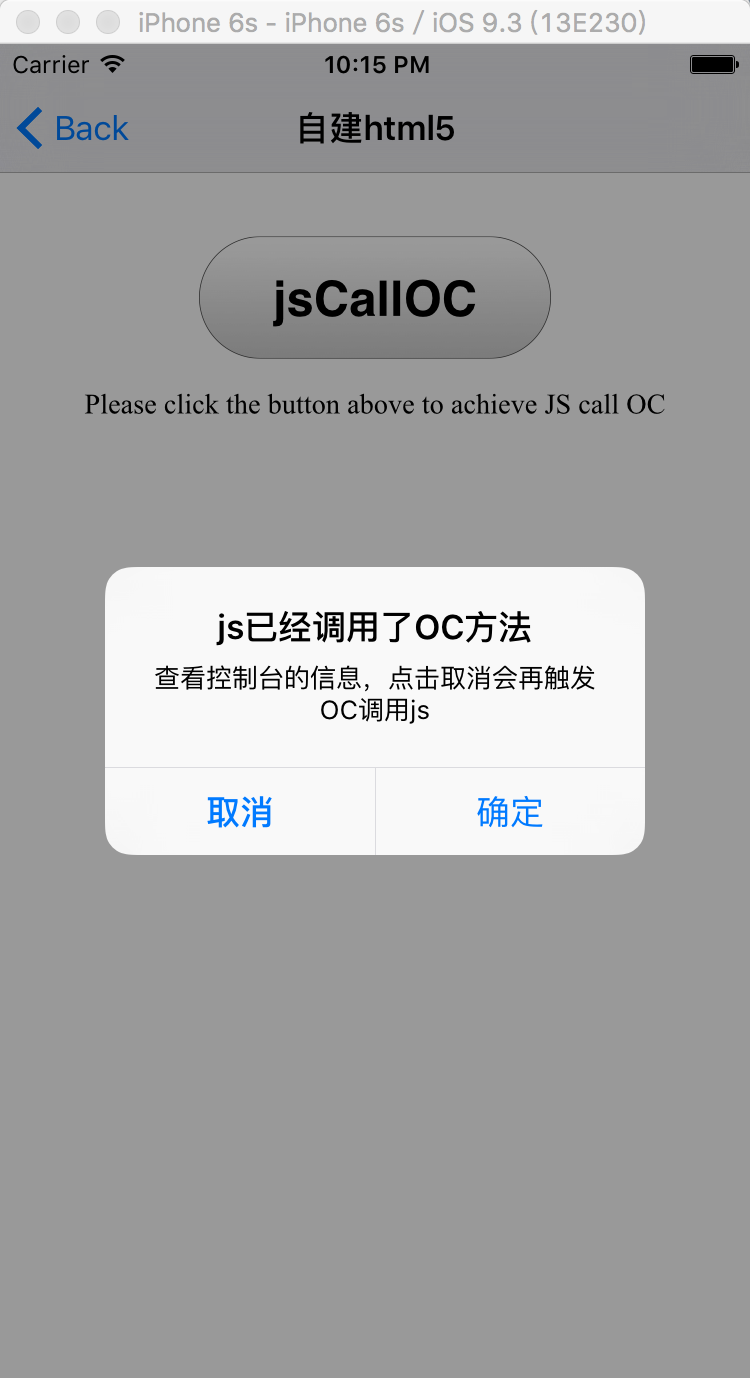 iPhone 6s - iPhone 6s / iOS 9.3 (13E230)
Carrier 10:15 PM
Back 自建html5
jsCallOC
Please click the button above to achieve JS call OC
js已经调用了OC方法
查看控制台的信息，点击取消会再触发
OC调用js
取消 确定